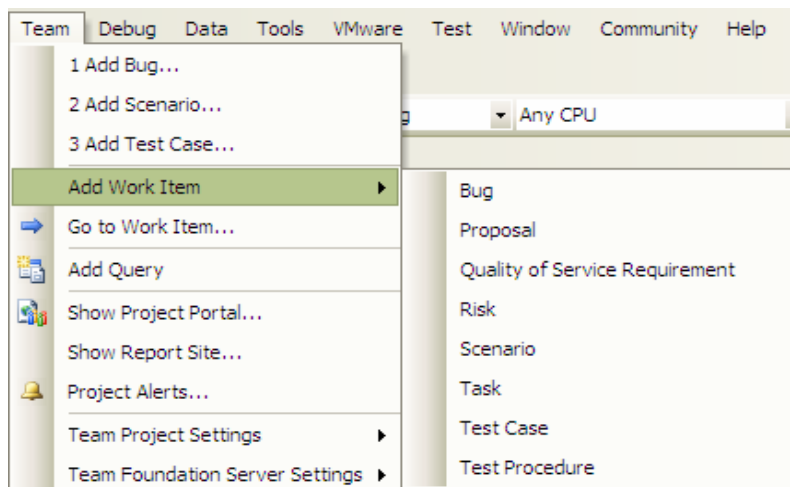 Team Debug Data Tools VMware Test Window Community Help
1 Add Bug...
2 Add Scenario...
3 Add Test Case...
g Any CPU
Add Work Item
Go to Work Item...
Add Query
Show Project Portal...
Show Report Site...
Project Alerts...
Team Project Settings
Team Foundation Server Settings
Bug
Proposal
Quality of Service Requirement
Risk
Scenario
Task
Test Case
Test Procedure